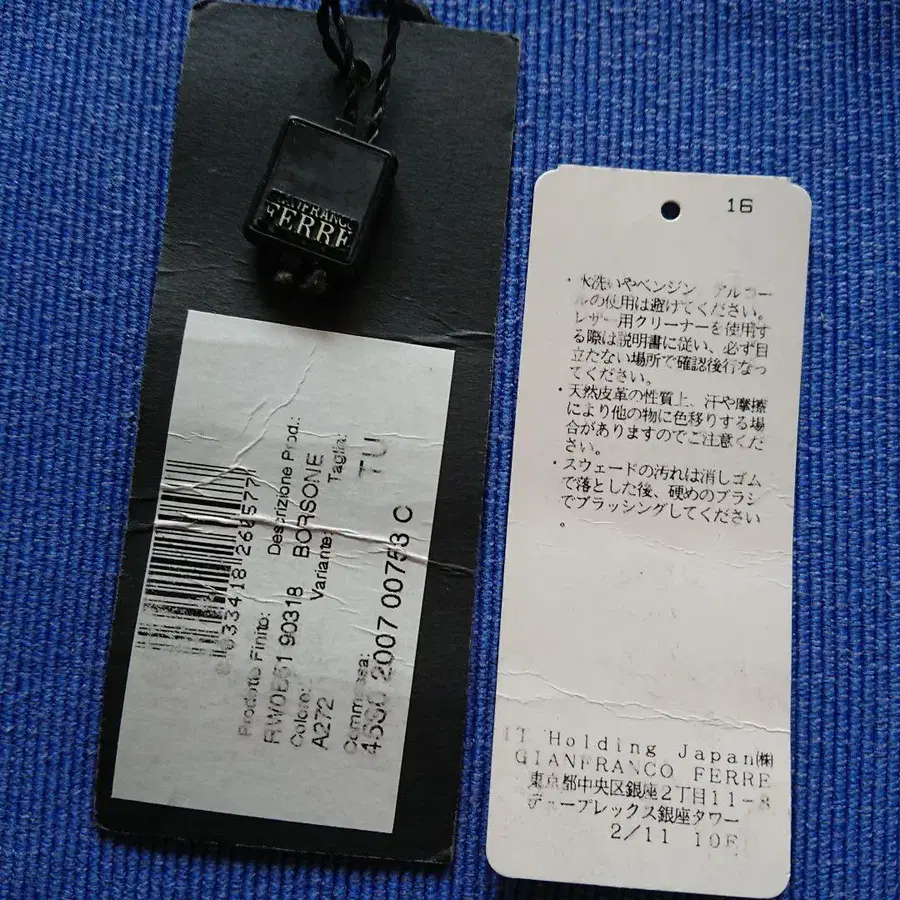 GIANFRANCO
FERRE
Prodotto Finito:
Descrizione Prod.:
90318
BORSONE
Colore:
Variante:
Taglia:
A272
TU
Commessa:
2007 00753 C
16
・水洗いやベンジン、アルコー
ルの使用は避けてください。
レザー用クリーナーを使用す
る際は説明書に従い、必ず目
立たない場所で確認後行なっ
てください。
・天然皮革の性質上、汗や摩擦
により他の物に色移りする場
合がありますのでご注意くだ
さい。
・スウェードの汚れは消しゴム
で落とした後、硬めのブラシ
でブラッシングしてください
。
IT Holding Japan㈱
GIANFRANCO FERRE
東京都中央区銀座2丁目11-8
デュープレックス銀座タワー
2/11 10F